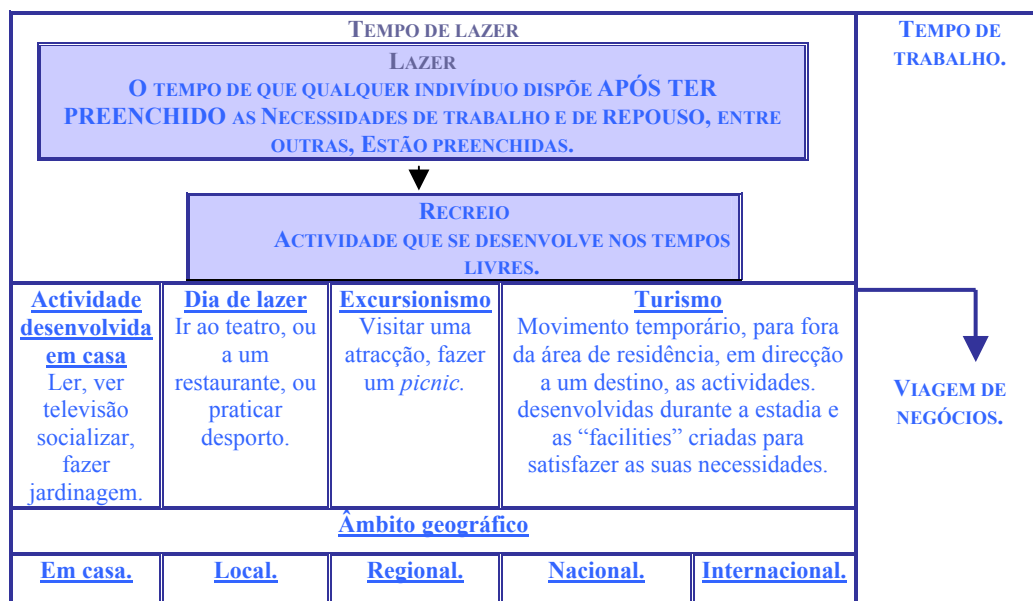 TEMPO DE LAZER
LAZER
O TEMPO DE QUE QUALQUER INDIVÍDUO DISPÕE APÓS TER
PREENCHIDO AS NECESSIDADES DE TRABALHO E DE REPOUSO, ENTRE
OUTRAS, ESTÃO PREENCHIDAS.
RECREIO
ACTIVIDADE QUE SE DESENVOLVE NOS TEMPOS
LIVRES.
TEMPO DE
TRABALHO.
Actividade
desenvolvida
em casa
Ler, ver
televisão
socializar,
fazer
jardinagem.
Dia de lazer
Ir ao teatro, ou
a um
restaurante, ou
praticar
desporto.
Excursionismo
Visitar uma
atracção, fazer
um picnic.
Turismo
Movimento temporário, para fora
da área de residência, em direcção
a um destino, as actividades.
desenvolvidas durante a estadia e
as “facilities” criadas para
satisfazer as suas necessidades.
VIAGEM DE
NEGÓCIOS.
Âmbito geográfico
Em casa.
Local.
Regional.
Nacional.
Internacional.